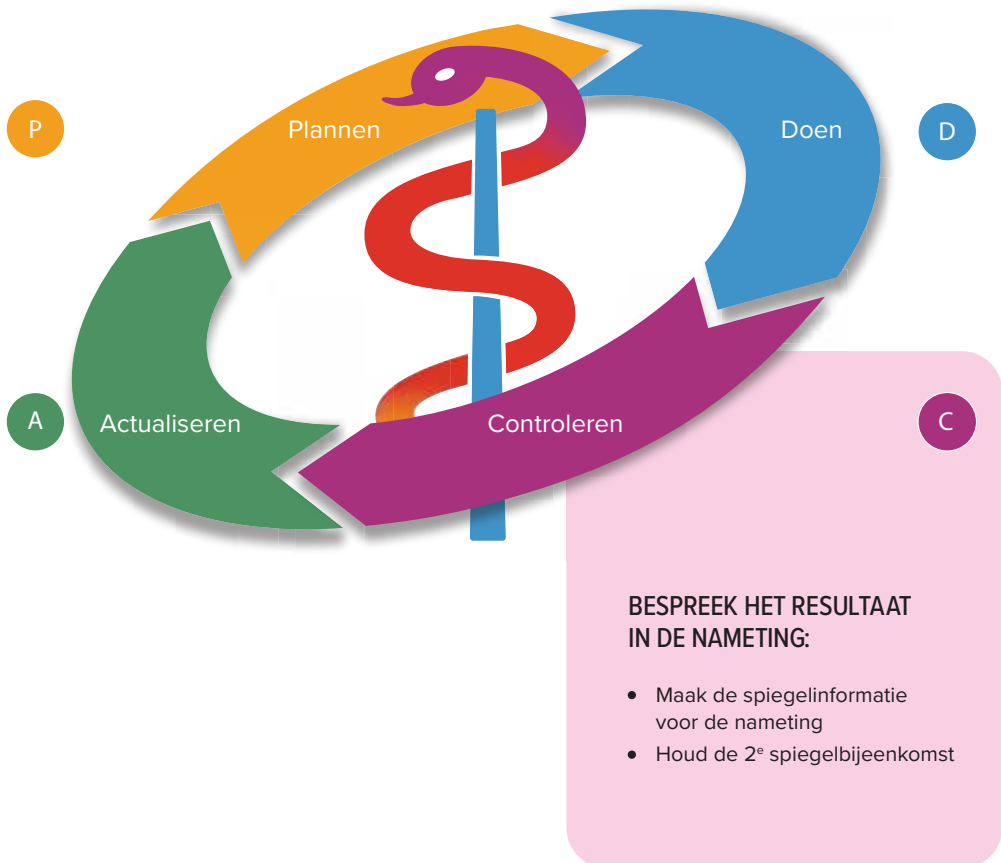 P
Plannen
Doen
D
A
Actualiseren
Controleren
C
BESPREEK HET RESULTAAT
IN DE NAMETING:
• Maak de spiegelinformatie
voor de nameting
• Houd de 2e spiegelbijeenkomst